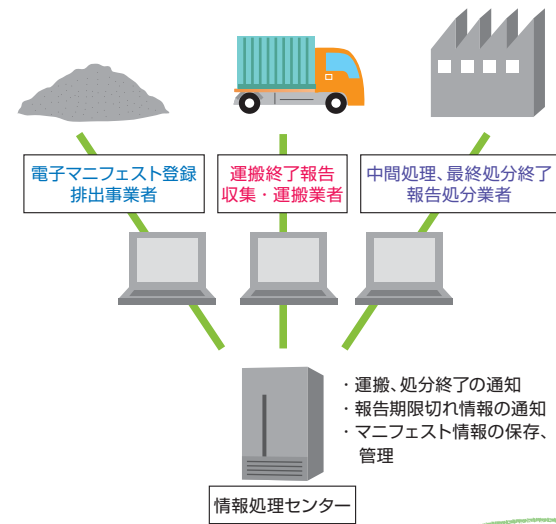 電子マニフェスト登録
排出事業者
運搬終了報告
収集・運搬業者
中間処理、最終処分終了
報告処分業者
・運搬、処分終了の通知
・報告期限切れ情報の通知
・マニフェスト情報の保存、
管理
情報処理センター